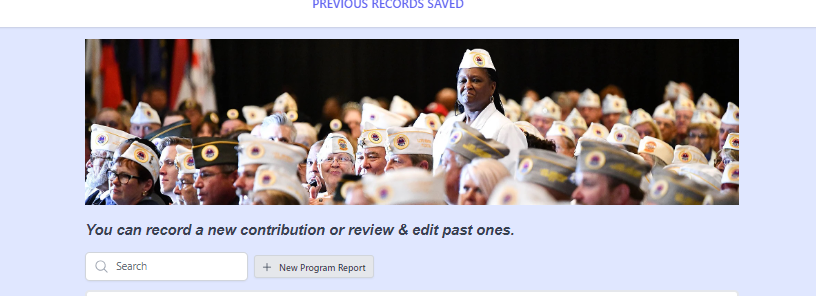 PREVIOUS RECORDS SAVED
You can record a new contribution or review & edit past ones.
Search
New Program Report